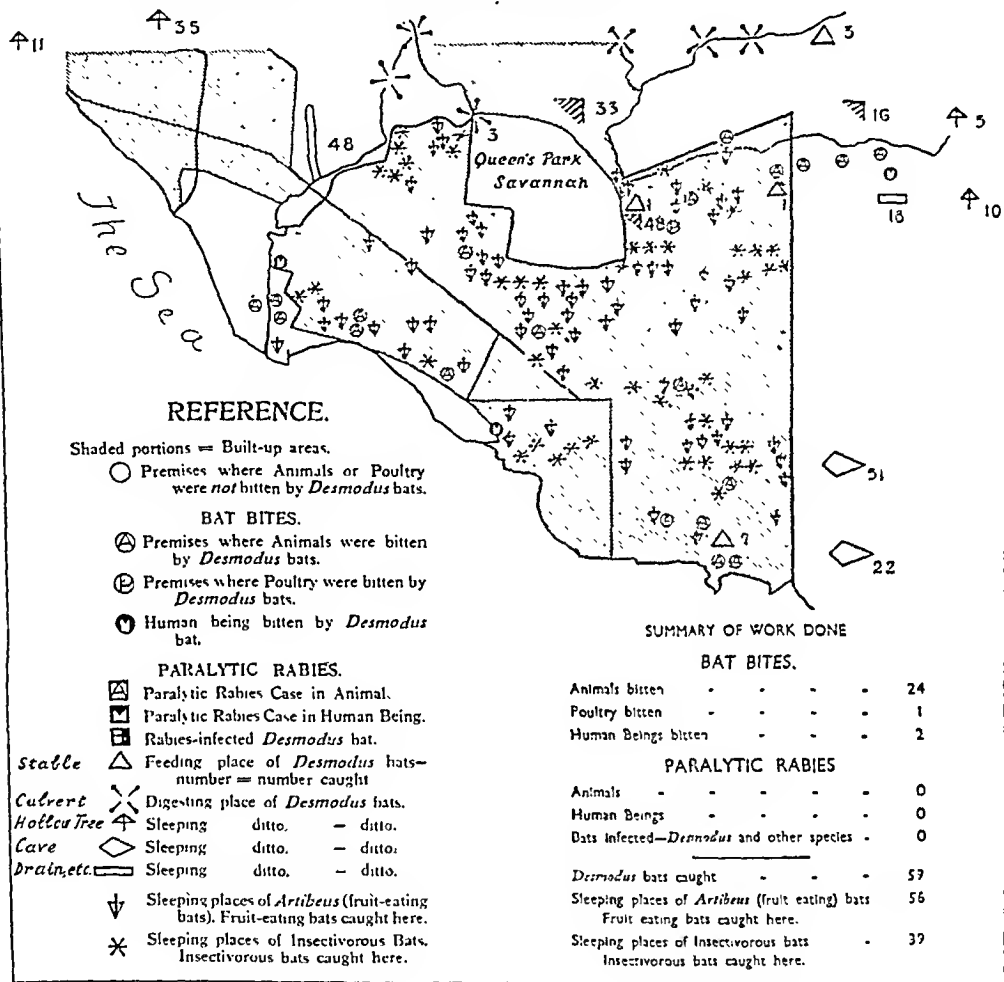 11
35
3
33
16
5
48
3
Queen's Park
Savannah
1
1
48
18
10
The Sea
7
51
7
22
REFERENCE.
Shaded portions = Built-up areas.
Premises where Animals or Poultry
were not bitten by Desmodus bats.
BAT BITES.
Premises where Animals were bitten
by Desmodus bats.
Premises where Poultry were bitten by
Desmodus bats.
Human being bitten by Desmodus
bat.
PARALYTIC RABIES.
Paralytic Rabies Case in Animal.
Paralytic Rabies Case in Human Being.
Rabies-infected Desmodus bat.
Stable Feeding place of Desmodus bats—
number = number caught
Culvert Digesting place of Desmodus bats.
Hollow Tree Sleeping ditto. – ditto.
Cave Sleeping ditto. – ditto.
Drain, etc. Sleeping ditto. – ditto.
Sleeping places of Artibeus (fruit-eating
bats). Fruit-eating bats caught here.
Sleeping places of Insectivorous Bats.
Insectivorous bats caught here.
SUMMARY OF WORK DONE
BAT BITES.
Animals bitten - - - - 24
Poultry bitten - - - - 1
Human Beings bitten - - - - 2
PARALYTIC RABIES
Animals - - - - - 0
Human Beings - - - - 0
Bats infected—Desmodus and other species - 0
Desmodus bats caught - - - 57
Sleeping places of Artibeus (fruit eating) bats 56
Fruit eating bats caught here.
Sleeping places of Insectivorous bats - 39
Insectivorous bats caught here.